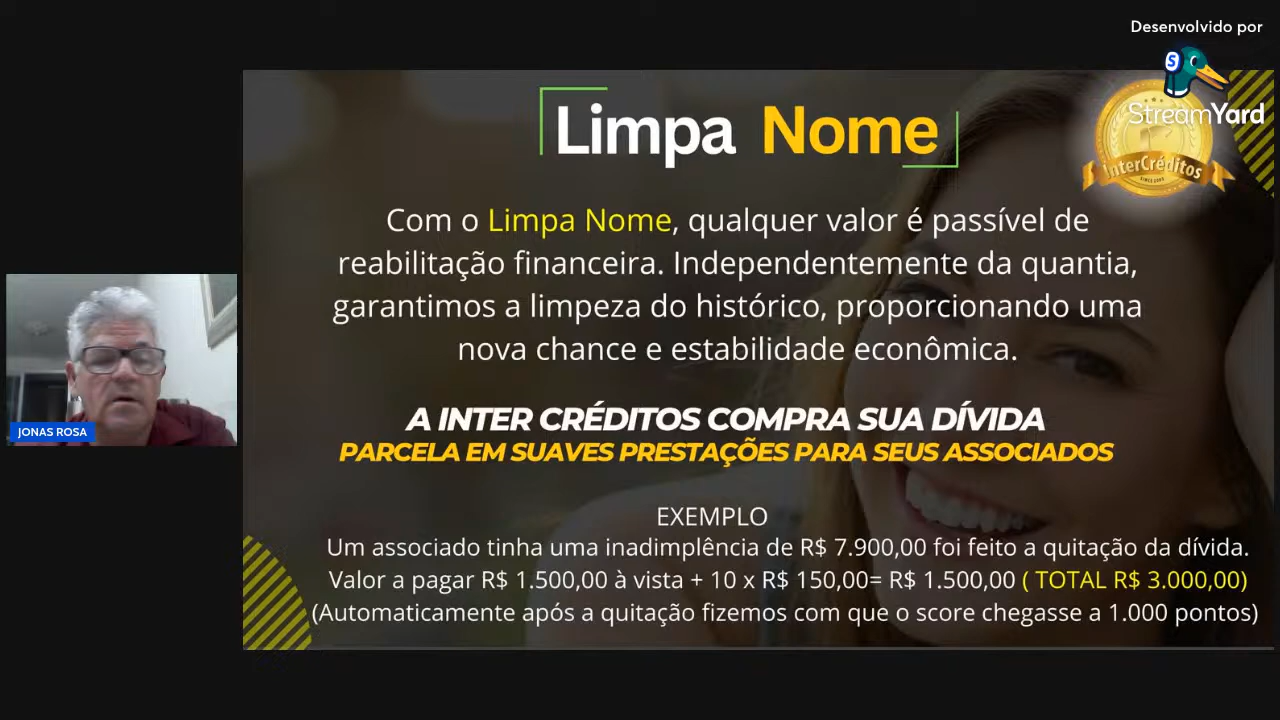 Desenvolvido por
StreamYard
Limpa Nome
InterCréditos
Com o Limpa Nome, qualquer valor é passível de
reabilitação financeira. Independentemente da quantia,
garantimos a limpeza do histórico, proporcionando uma
nova chance e estabilidade econômica.
A INTER CRÉDITOS COMPRA SUA DÍVIDA
PARCELA EM SUAVES PRESTAÇÕES PARA SEUS ASSOCIADOS
JONAS ROSA
EXEMPLO
Um associado tinha uma inadimplência de R$ 7.900,00 foi feito a quitação da dívida.
Valor a pagar R$ 1.500,00 à vista + 10 x R$ 150,00= R$ 1.500,00 ( TOTAL R$ 3.000,00)
(Automaticamente após a quitação fizemos com que o score chegasse a 1.000 pontos)